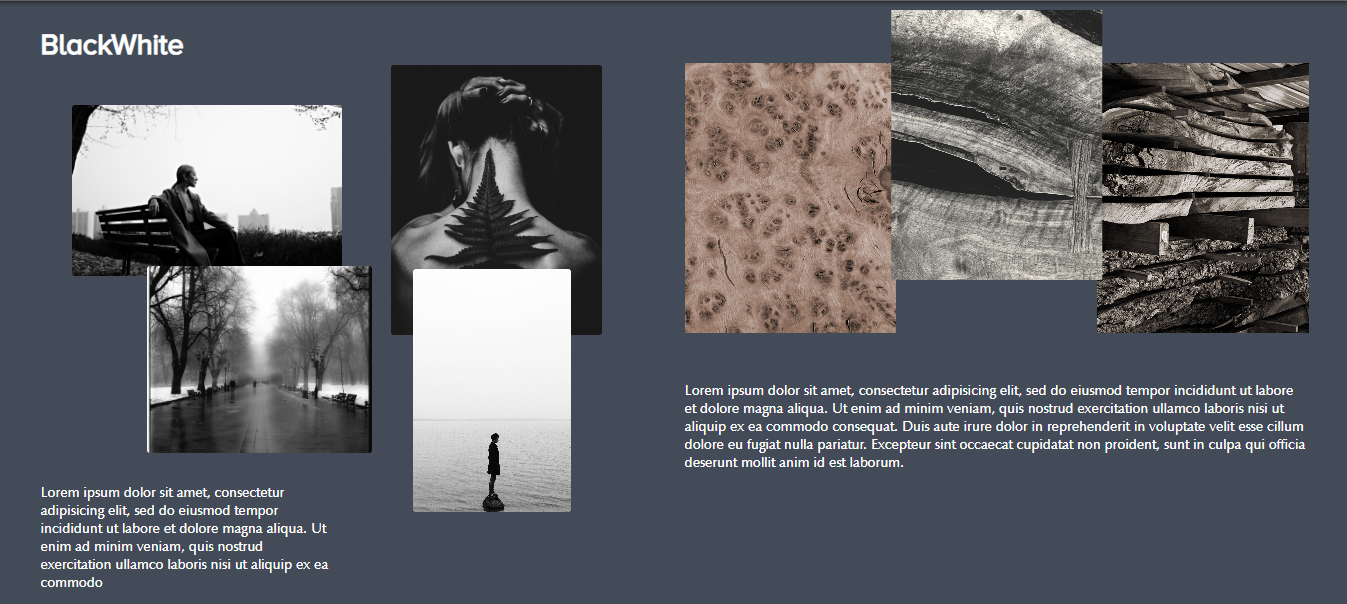 BlackWhite
Lorem ipsum dolor sit amet, consectetur
adipisicing elit, sed do eiusmod tempor
incididunt ut labore et dolore magna aliqua. Ut
enim ad minim veniam, quis nostrud
exercitation ullamco laboris nisi ut aliquip ex ea
commodo
Lorem ipsum dolor sit amet, consectetur adipisicing elit, sed do eiusmod tempor incididunt ut labore
et dolore magna aliqua. Ut enim ad minim veniam, quis nostrud exercitation ullamco laboris nisi ut
aliquip ex ea commodo consequat. Duis aute irure dolor in reprehenderit in voluptate velit esse cillum
dolore eu fugiat nulla pariatur. Excepteur sint occaecat cupidatat non proident, sunt in culpa qui officia
deserunt mollit anim id est laborum.